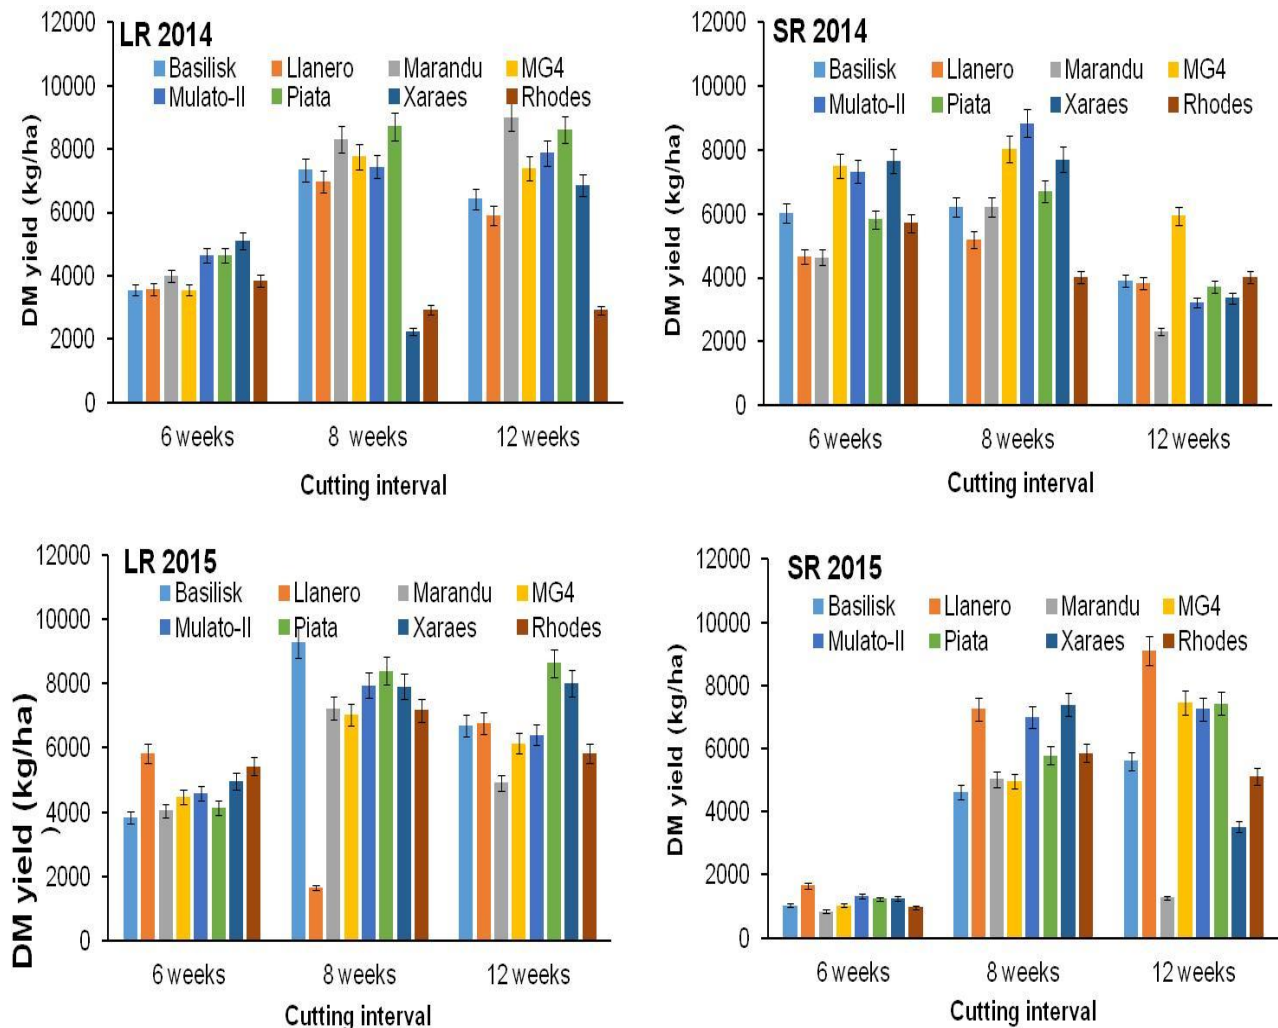 LR 2014
Basilisk Llanero Marandu MG4
Mulato-II Piata Xaraes Rhodes
DM yield (kg/ha)
12000
10000
8000
6000
4000
2000
0
6 weeks 8 weeks 12 weeks
Cutting interval
SR 2014
Basilisk Llanero Marandu MG4
Mulato-II Piata Xaraes Rhodes
DM yield (kg/ha)
12000
10000
8000
6000
4000
2000
0
6 weeks 8 weeks 12 weeks
Cutting interval
LR 2015
Basilisk Llanero Marandu MG4
Mulato-II Piata Xaraes Rhodes
DM yield (kg/ha)
)
12000
10000
8000
6000
4000
2000
0
6 weeks 8 weeks 12 weeks
Cutting interval
SR 2015
Basilisk Llanero Marandu MG4
Mulato-II Piata Xaraes Rhodes
DM yield (kg/ha)
12000
10000
8000
6000
4000
2000
0
6 weeks 8 weeks 12 weeks
Cutting interval